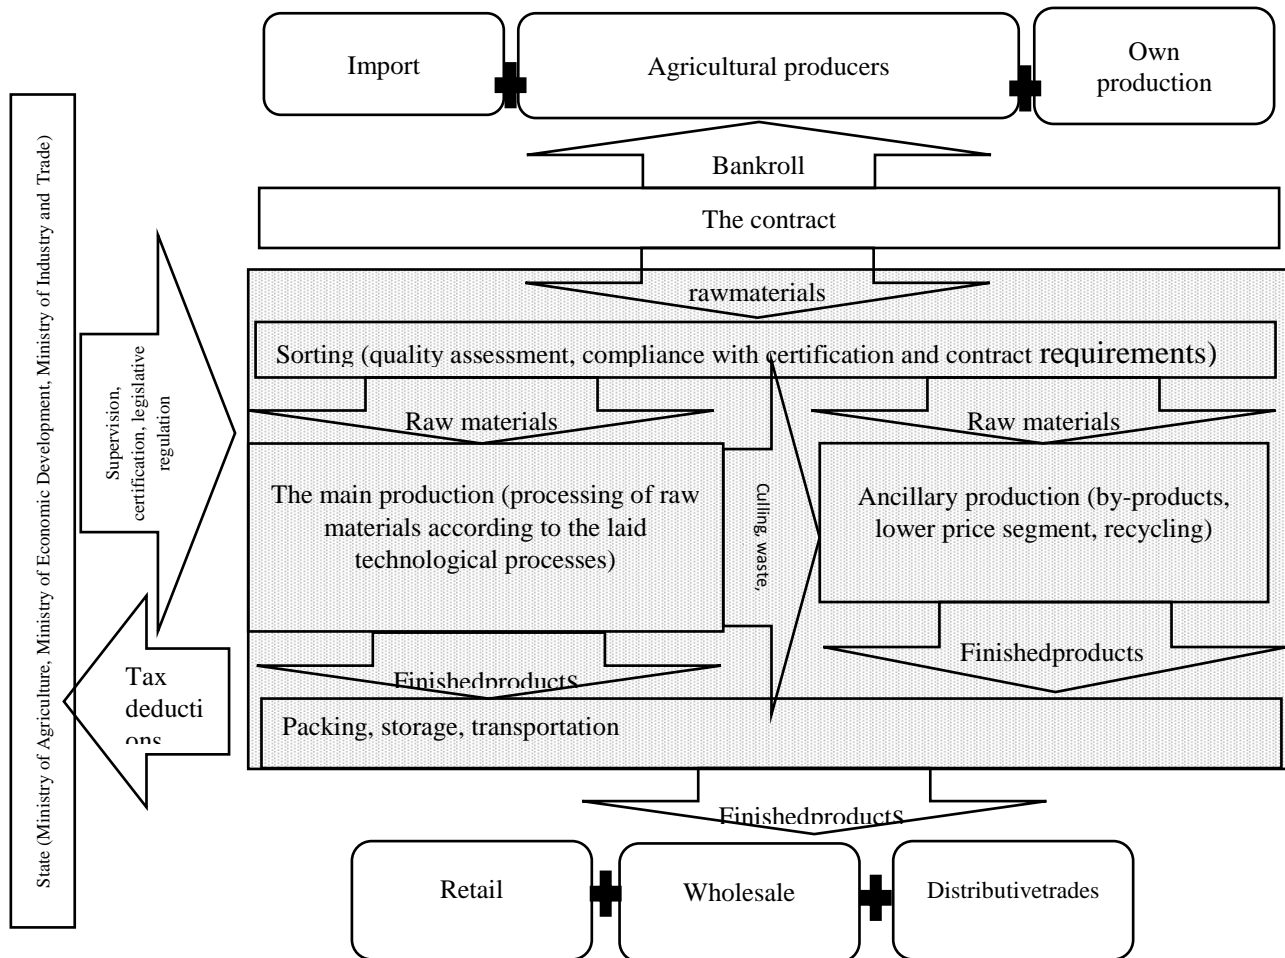 Import
Agricultural producers
Own
production
Bankroll
The contract
rawmaterials
Sorting (quality assessment, compliance with certification and contract requirements)
Raw materials
Raw materials
State (Ministry of Agriculture, Ministry of Economic Development, Ministry of Industry and Trade)
Supervision,
certification, legislative
regulation
The main production (processing of raw
materials according to the laid
technological processes)
Culling, waste,
Ancillary production (by-products,
lower price segment, recycling)
Tax
deducti
ons
Finishedproducts
Finishedproducts
Packing, storage, transportation
Finishedproducts
Retail
Wholesale
Distributivetrades